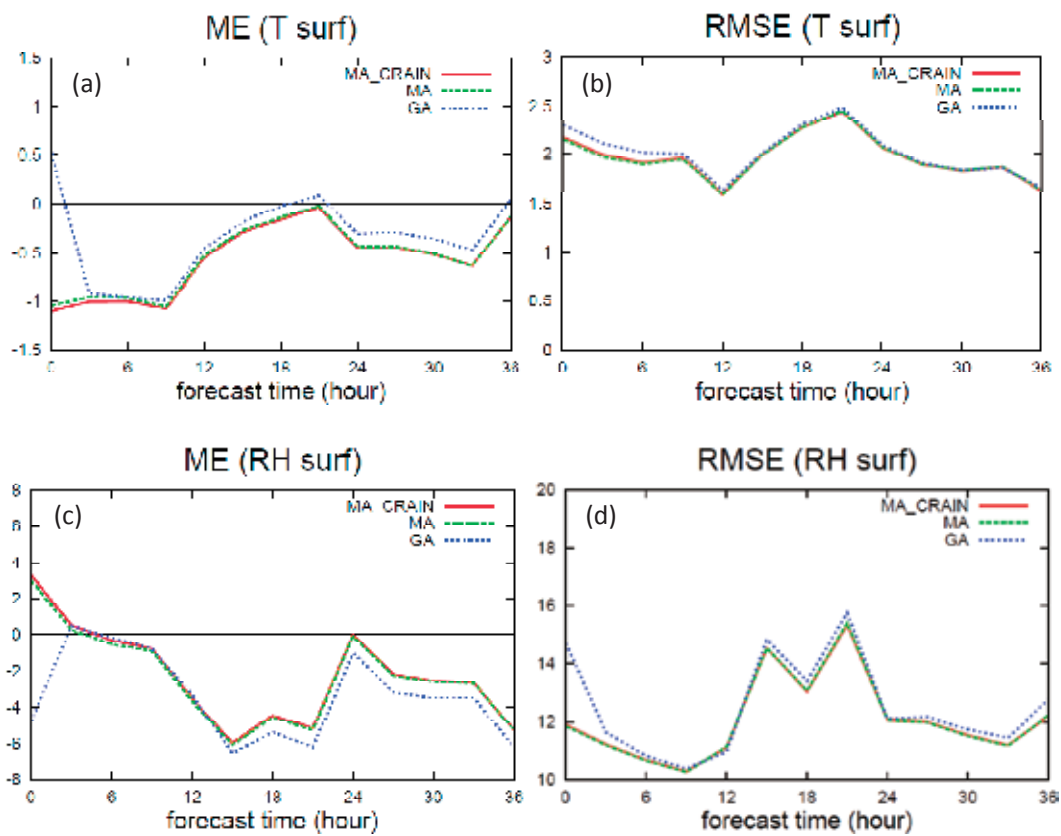 ME (T surf)
(a)
MA_CRAIN
MA
GA
1.5
1
0.5
0
-0.5
-1
-1.5
0 6 12 18 24 30 36
forecast time (hour)
RMSE (T surf)
(b)
MA_CRAIN
MA
GA
3
2.5
2
1.5
1
0.5
0
0 6 12 18 24 30 36
forecast time (hour)
ME (RH surf)
(c)
MA_CRAIN
MA
GA
8
6
4
2
0
-2
-4
-6
-8
0 6 12 18 24 30 36
forecast time (hour)
RMSE (RH surf)
(d)
MA_CRAIN
MA
GA
20
18
16
14
12
10
0 6 12 18 24 30 36
forecast time (hour)